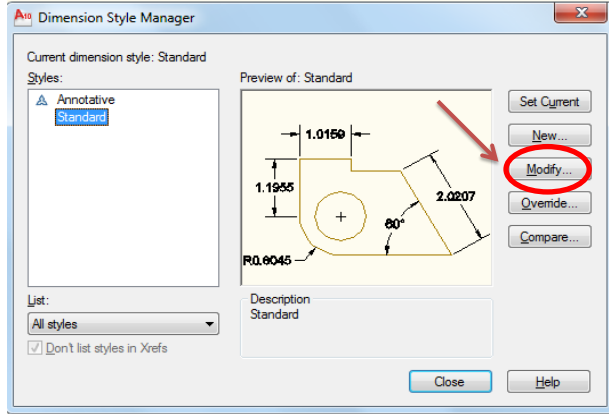 A10 Dimension Style Manager
Current dimension style: Standard
Styles:
Annotative
Standard
Preview of: Standard
1.0159
1.1955
2.0207
60°
R0.8045
Set Current
New...
Modify...
Override...
Compare...
List:
All styles
Don't list styles in Xrefs
Description
Standard
Close
Help